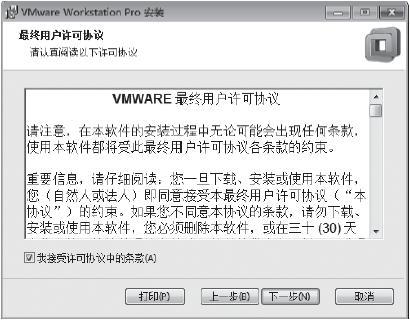 VMware Workstation Pro 安装
最终用户许可协议
请认真阅读以下许可协议
VMWARE 最终用户许可协议
请注意，在本软件的安装过程中无论可能会出现任何条款，
使用本软件都将受此最终用户许可协议各条款的约束。
重要信息，请仔细阅读：您一旦下载、安装或使用本软件，
您（自然人或法人）即同意接受本最终用户许可协议（“本
协议”）的约束。如果您不同意本协议的条款，请勿下载、
安装或使用本软件，您必须删除本软件，或在三十 (30) 天
我接受许可协议中的条款(A)
打印(P)
上一步(B)
下一步(N)
取消